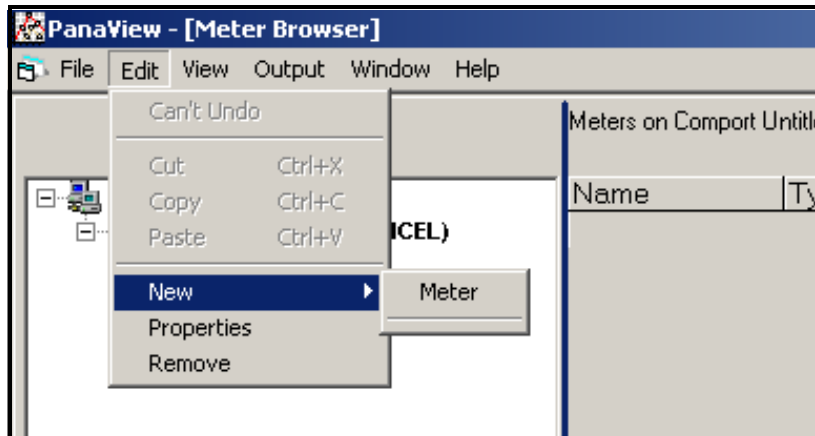 PanaView - [Meter Browser]
File Edit View Output Window Help
Can't Undo
Cut Ctrl+X
Copy Ctrl+C
Paste Ctrl+V
New
Properties
Remove
Meter
ICEL)
Meters on Comport Untitl
Name Ty